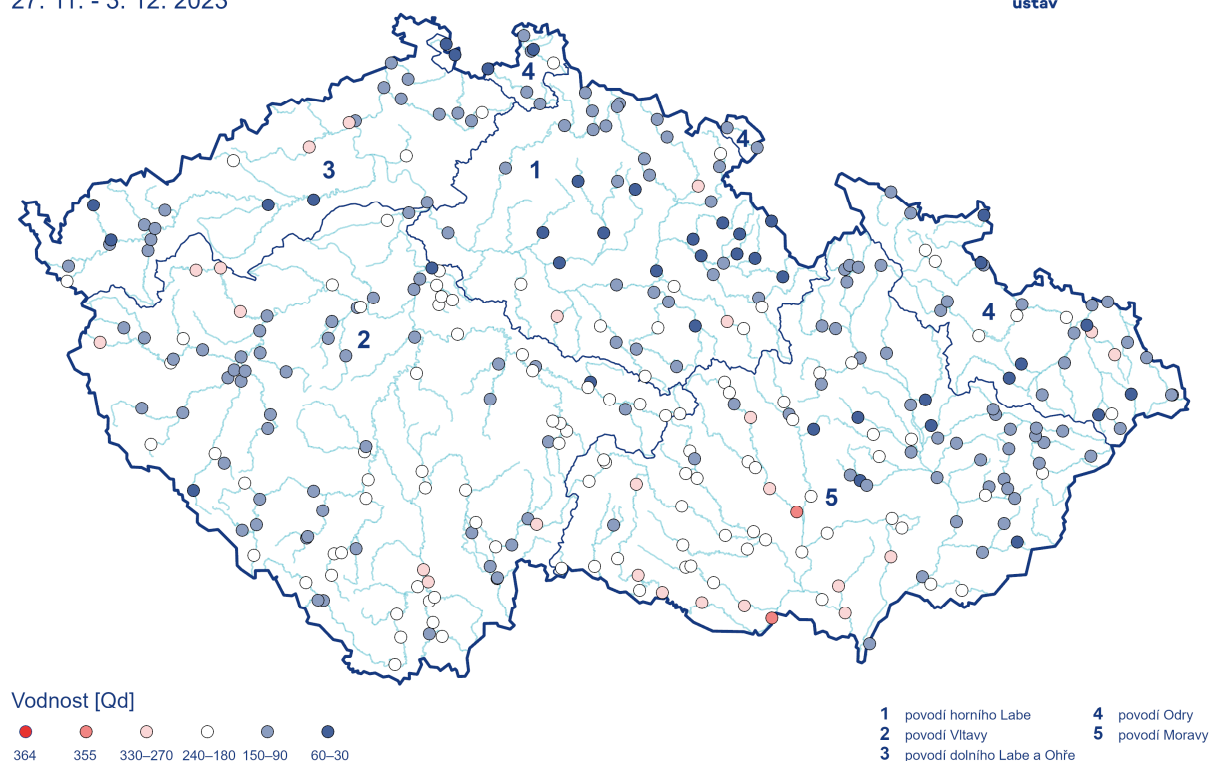 27. 11. - 3. 12. 2023
ústav
4
4
3
1
2
4
5
Vodnost [Qd]
364 355 330–270 240–180 150–90 60–30
1 povodí horního Labe
2 povodí Vltavy
3 povodí dolního Labe a Ohře
4 povodí Odry
5 povodí Moravy